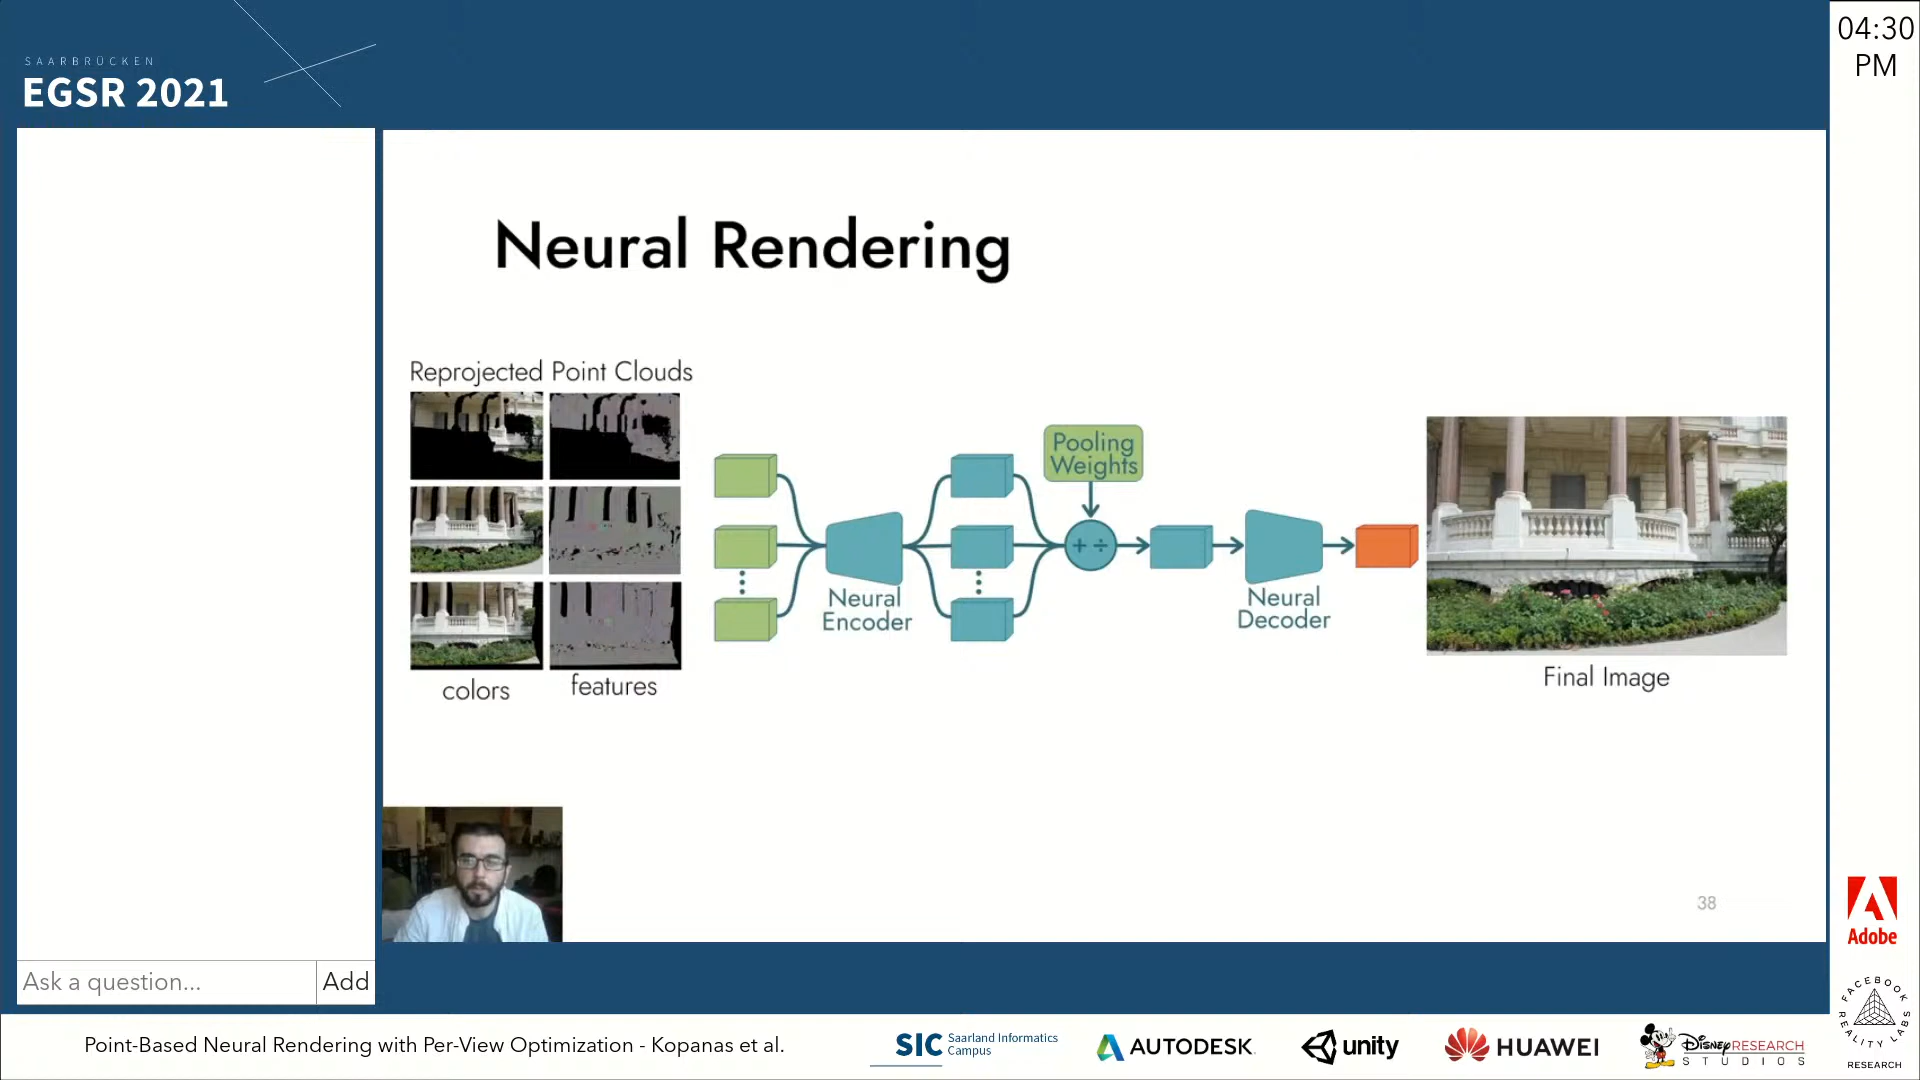 SAARBRÜCKEN
EGSR 2021
04:30
PM
Neural Rendering
Reprojected Point Clouds
colors
features
Neural
Encoder
Pooling
Weights
+ ÷
Neural
Decoder
Final Image
38
Ask a question...
Add
Adobe
FACEBOOK
REALITY LABS
RESEARCH
Point-Based Neural Rendering with Per-View Optimization - Kopanas et al.
SIC Saarland Informatics
Campus
AUTODESK
unity
HUAWEI
Disney RESEARCH
STUDIOS